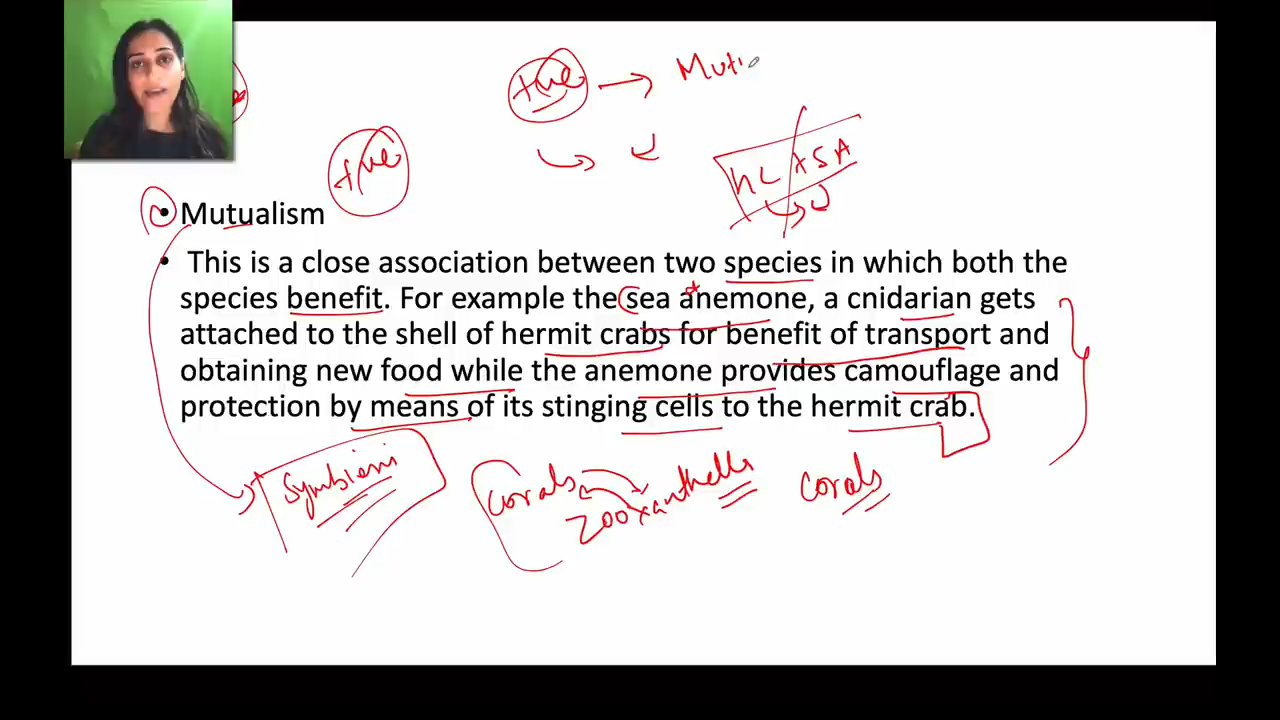 +ve → Muti
+ve
• Mutualism
• This is a close association between two species in which both the
species benefit. For example the sea anemone, a cnidarian gets
attached to the shell of hermit crabs for benefit of transport and
obtaining new food while the anemone provides camouflage and
protection by means of its stinging cells to the hermit crab.
Symbiosis
corals
zooxanthella
corals